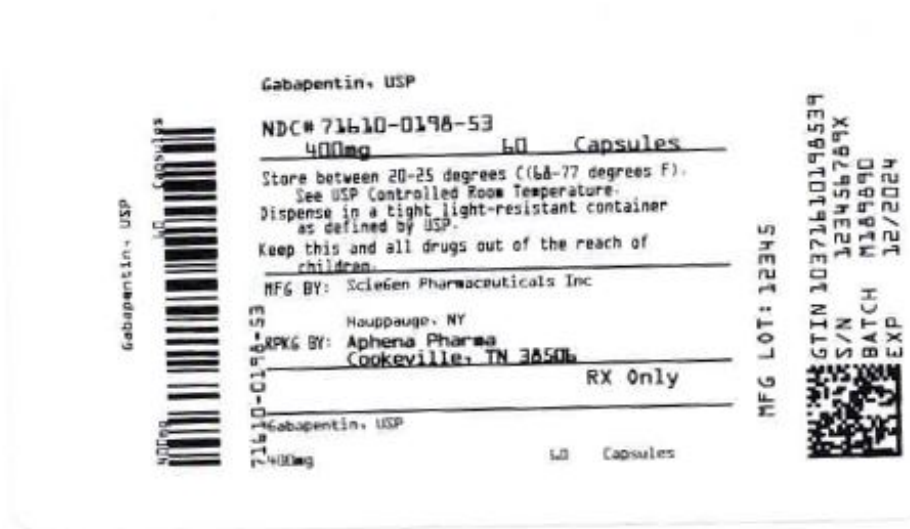 Gabapentin, USP
NDC# 71610-0198-53
400mg 60 Capsules
Store between 20-25 degrees C(68-77 degrees F).
See USP Controlled Room Temperature.
Dispense in a tight light-resistant container
as defined by USP.
Keep this and all drugs out of the reach of
children.
MFG BY: ScieGen Pharmaceuticals Inc
Hauppauge, NY
RPKG BY: Aphena Pharma
Cookeville, TN 38506
RX Only
Gabapentin, USP
400mg 60 Capsules
Gabapentin, USP
400mg 60 Capsules
71610-0198-53
MFG LOT: 12345
GTIN 10371610198539
S/N 123456789X
BATCH M189890
EXP 12/2024